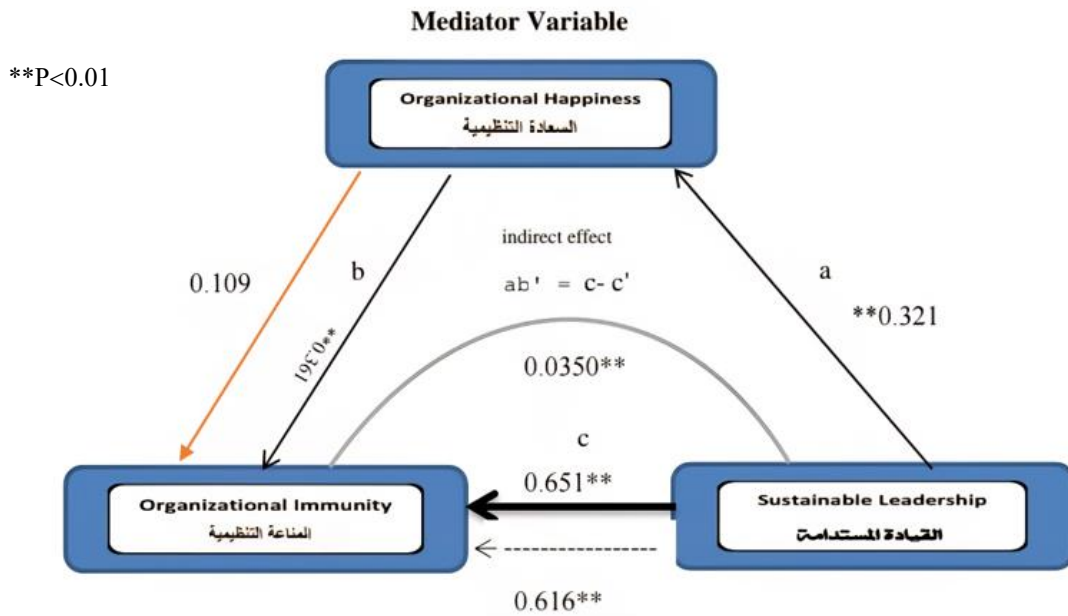 Mediator Variable
**P<0.01
Organizational Happiness
السعادة التنظيمية
indirect effect
ab' = c- c'
0.109
b
**0.361
a
**0.321
0.0350**
c
0.651**
Organizational Immunity
المناعة التنظيمية
Sustainable Leadership
القيادة المستدامة
0.616**